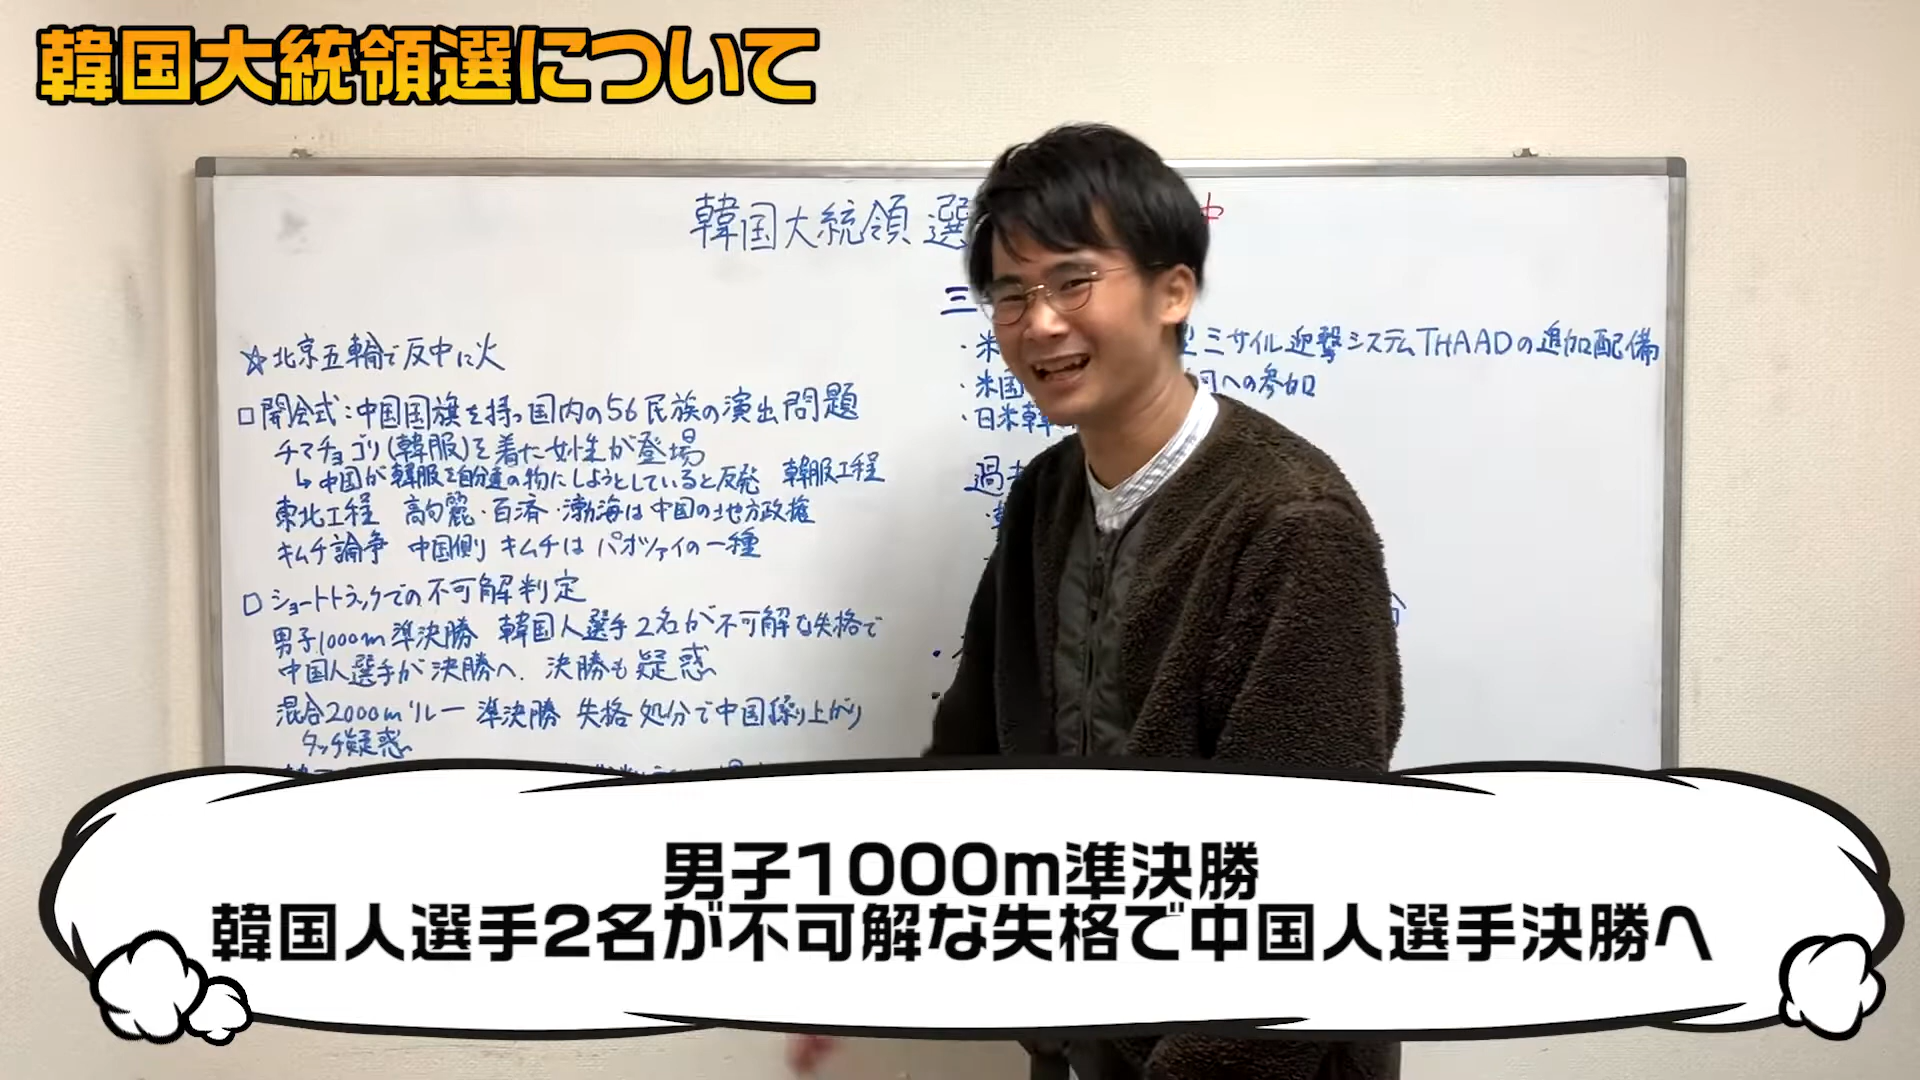 韓国大統領選について
韓国大統領選
中
三
☆北京五輪で反中に火
□開会式：中国国旗を持つ国内の56民族の演出問題
チマチョゴリ(韓服)を着た女性が登場
↳中国が韓服を自分達の物にしようとしていると反発 韓服工程
東北工程 高句麗・百済・渤海は中国の地方政権
キムチ論争 中国側 キムチは パオツァイの一種
□ショートトラックでの不可解判定
男子1000m準決勝 韓国人選手2名が不可解な失格で
中国人選手が決勝へ. 決勝も疑惑
混合2000mリレー 準決勝 失格処分で中国繰り上がり
タッチ疑惑
・米
ミサイル迎撃システムTHAADの追加配備
・米国
への参加
・日米韓
過去
男子1000m準決勝
韓国人選手2名が不可解な失格で中国人選手決勝へ